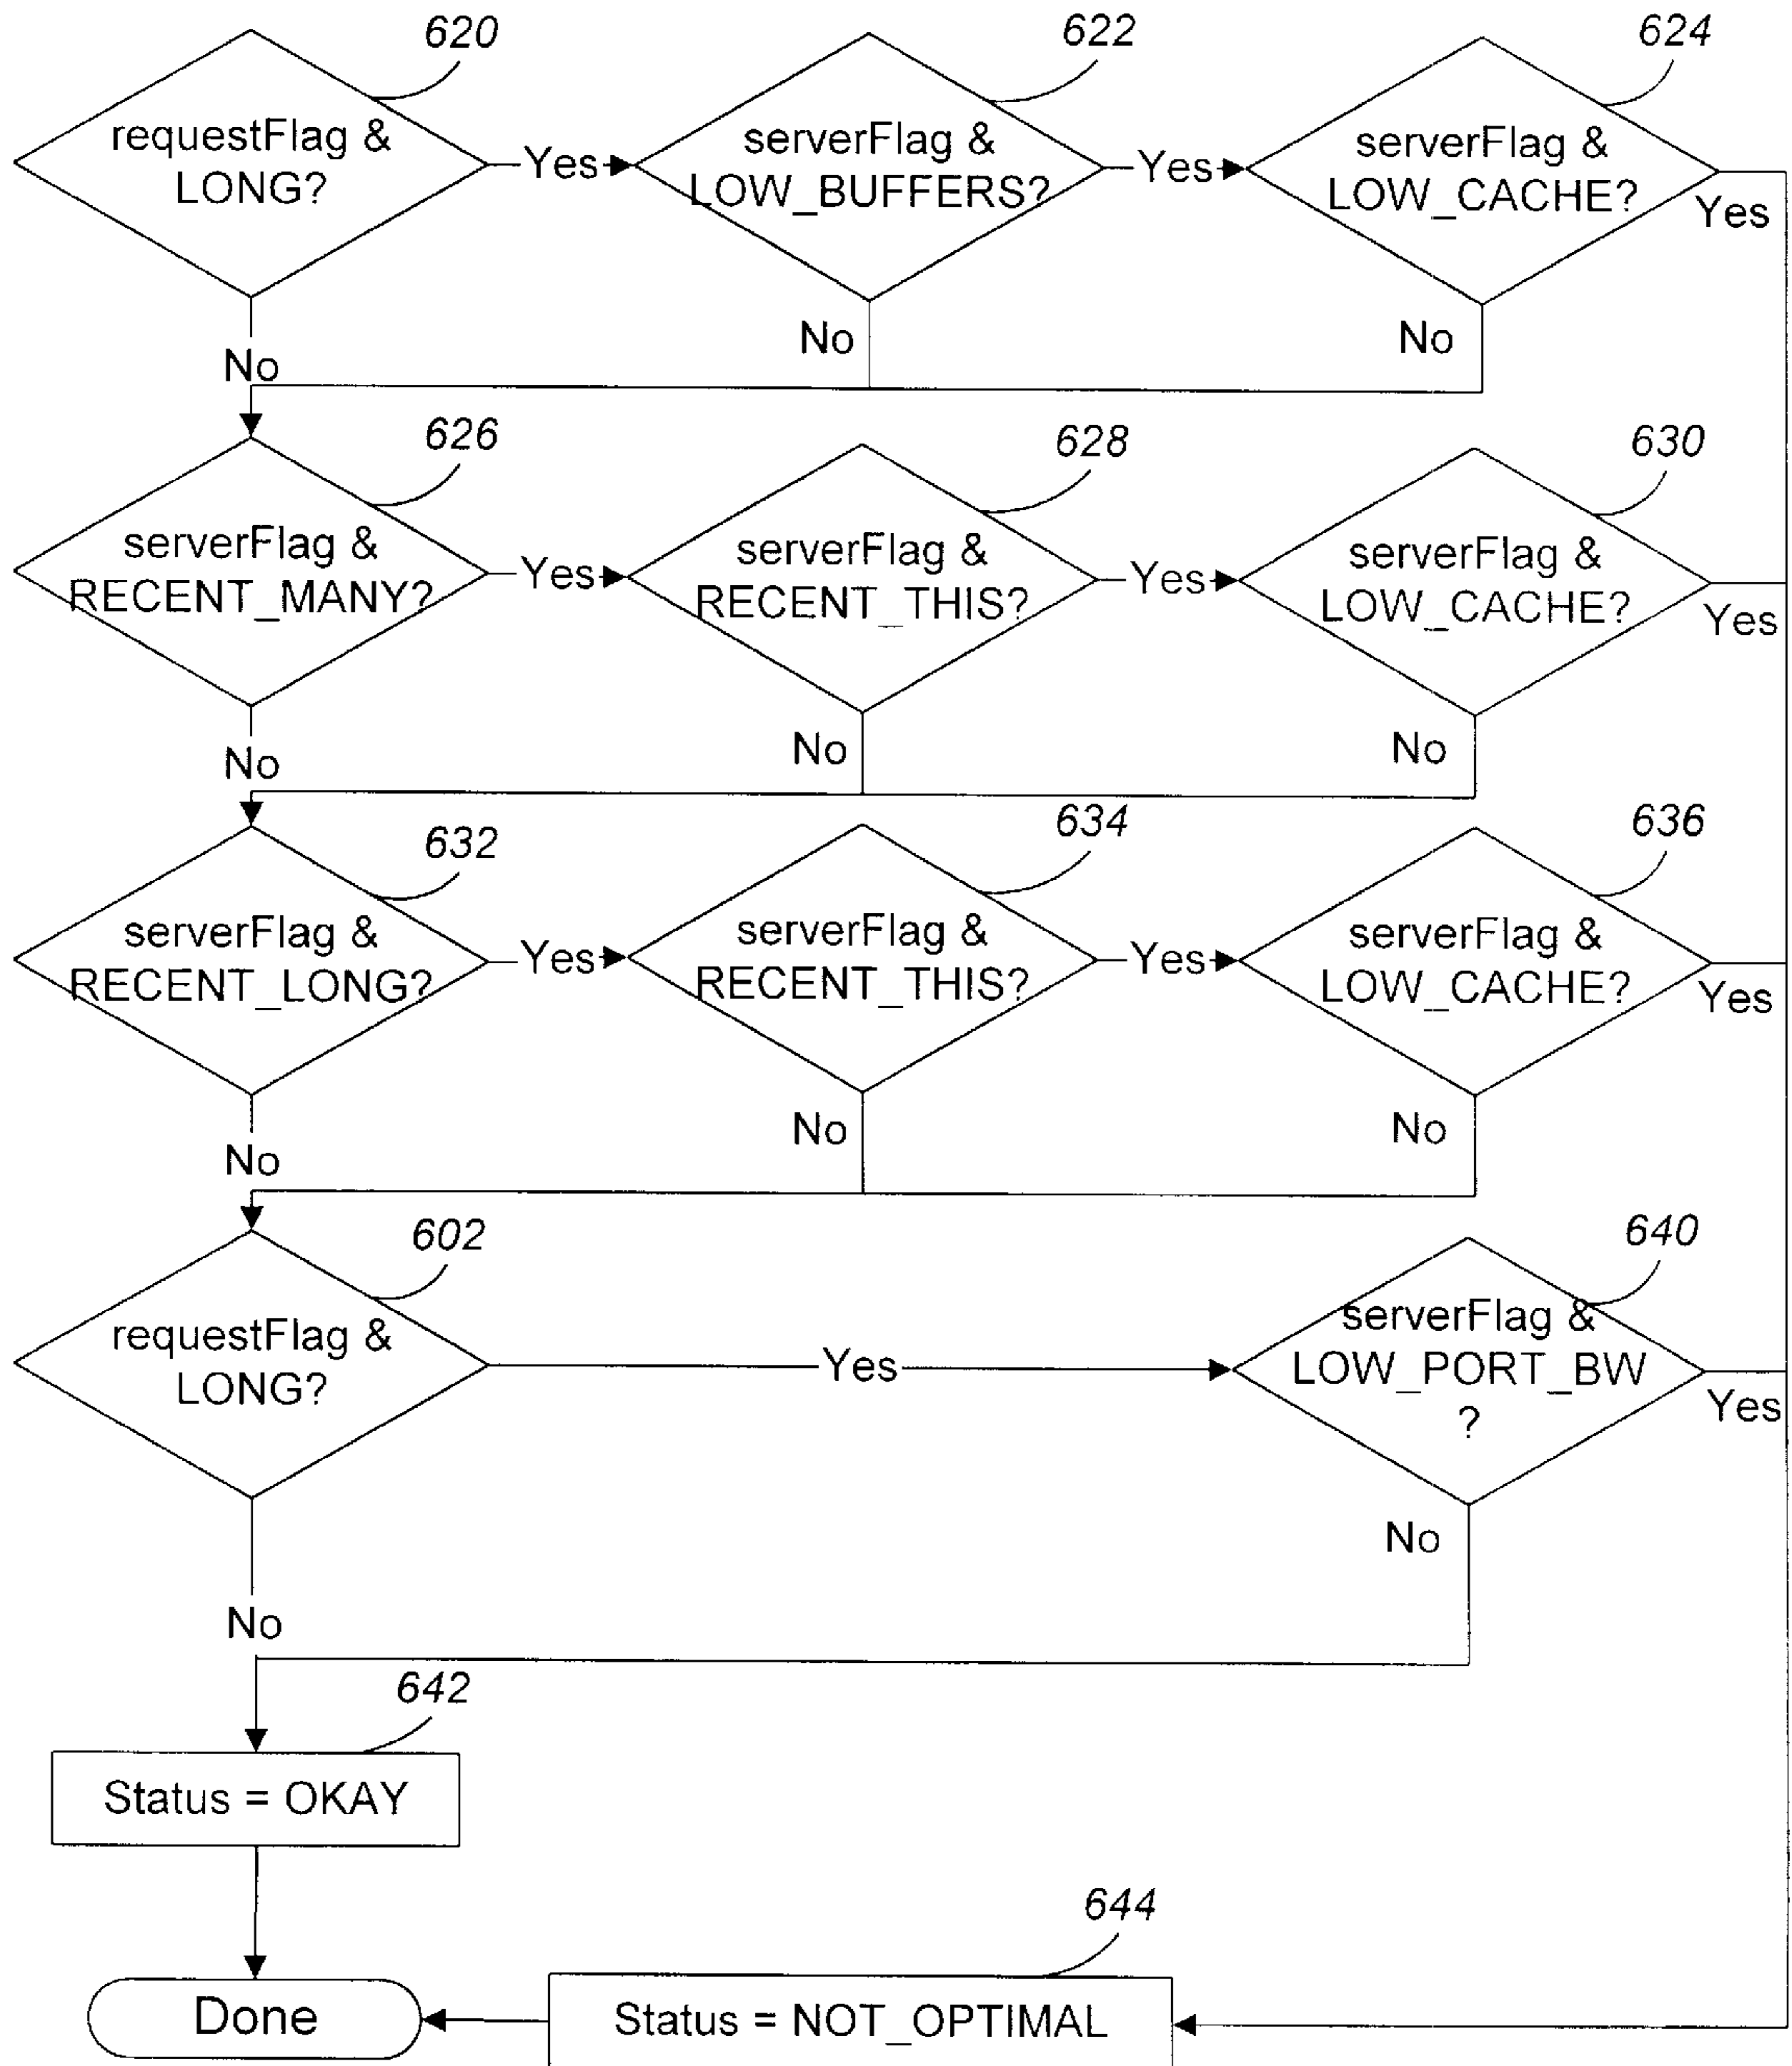 620
622
624
requestFlag &
LONG?
Yes
serverFlag &
LOW_BUFFERS?
Yes
serverFlag &
LOW_CACHE?
Yes
No
No
No
626
628
630
serverFlag &
RECENT_MANY?
Yes
serverFlag &
RECENT_THIS?
Yes
serverFlag &
LOW_CACHE?
Yes
No
No
No
632
634
636
serverFlag &
RECENT_LONG?
Yes
serverFlag &
RECENT_THIS?
Yes
serverFlag &
LOW_CACHE?
Yes
No
No
No
602
640
requestFlag &
LONG?
Yes
serverFlag &
LOW_PORT_BW
?
Yes
No
No
642
Status = OKAY
644
Done
Status = NOT_OPTIMAL